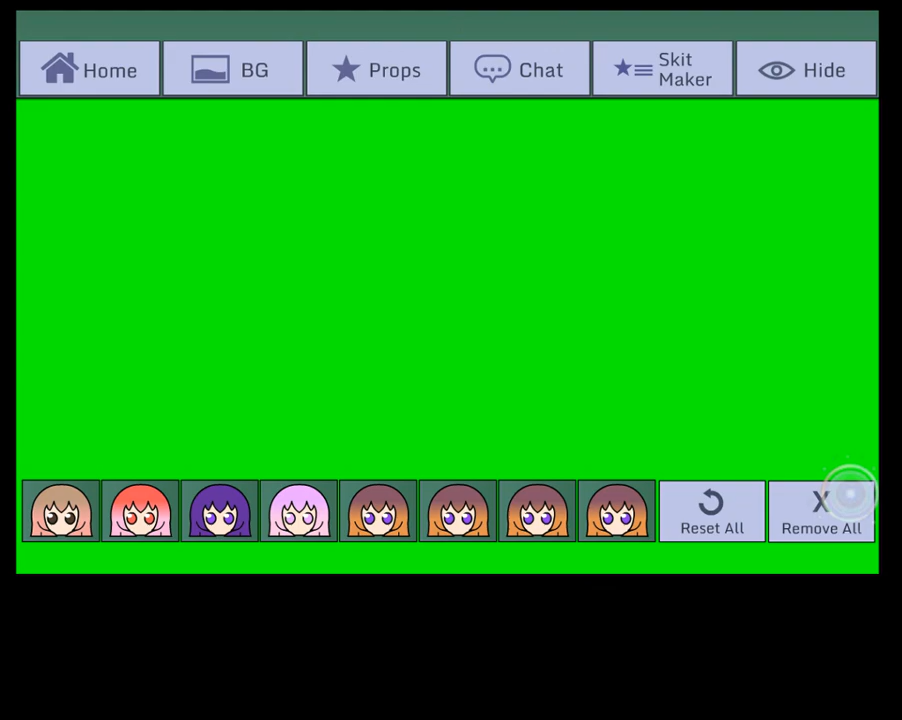 Home
BG
Props
Chat
Skit
Maker
Hide
Reset All
X
Remove All